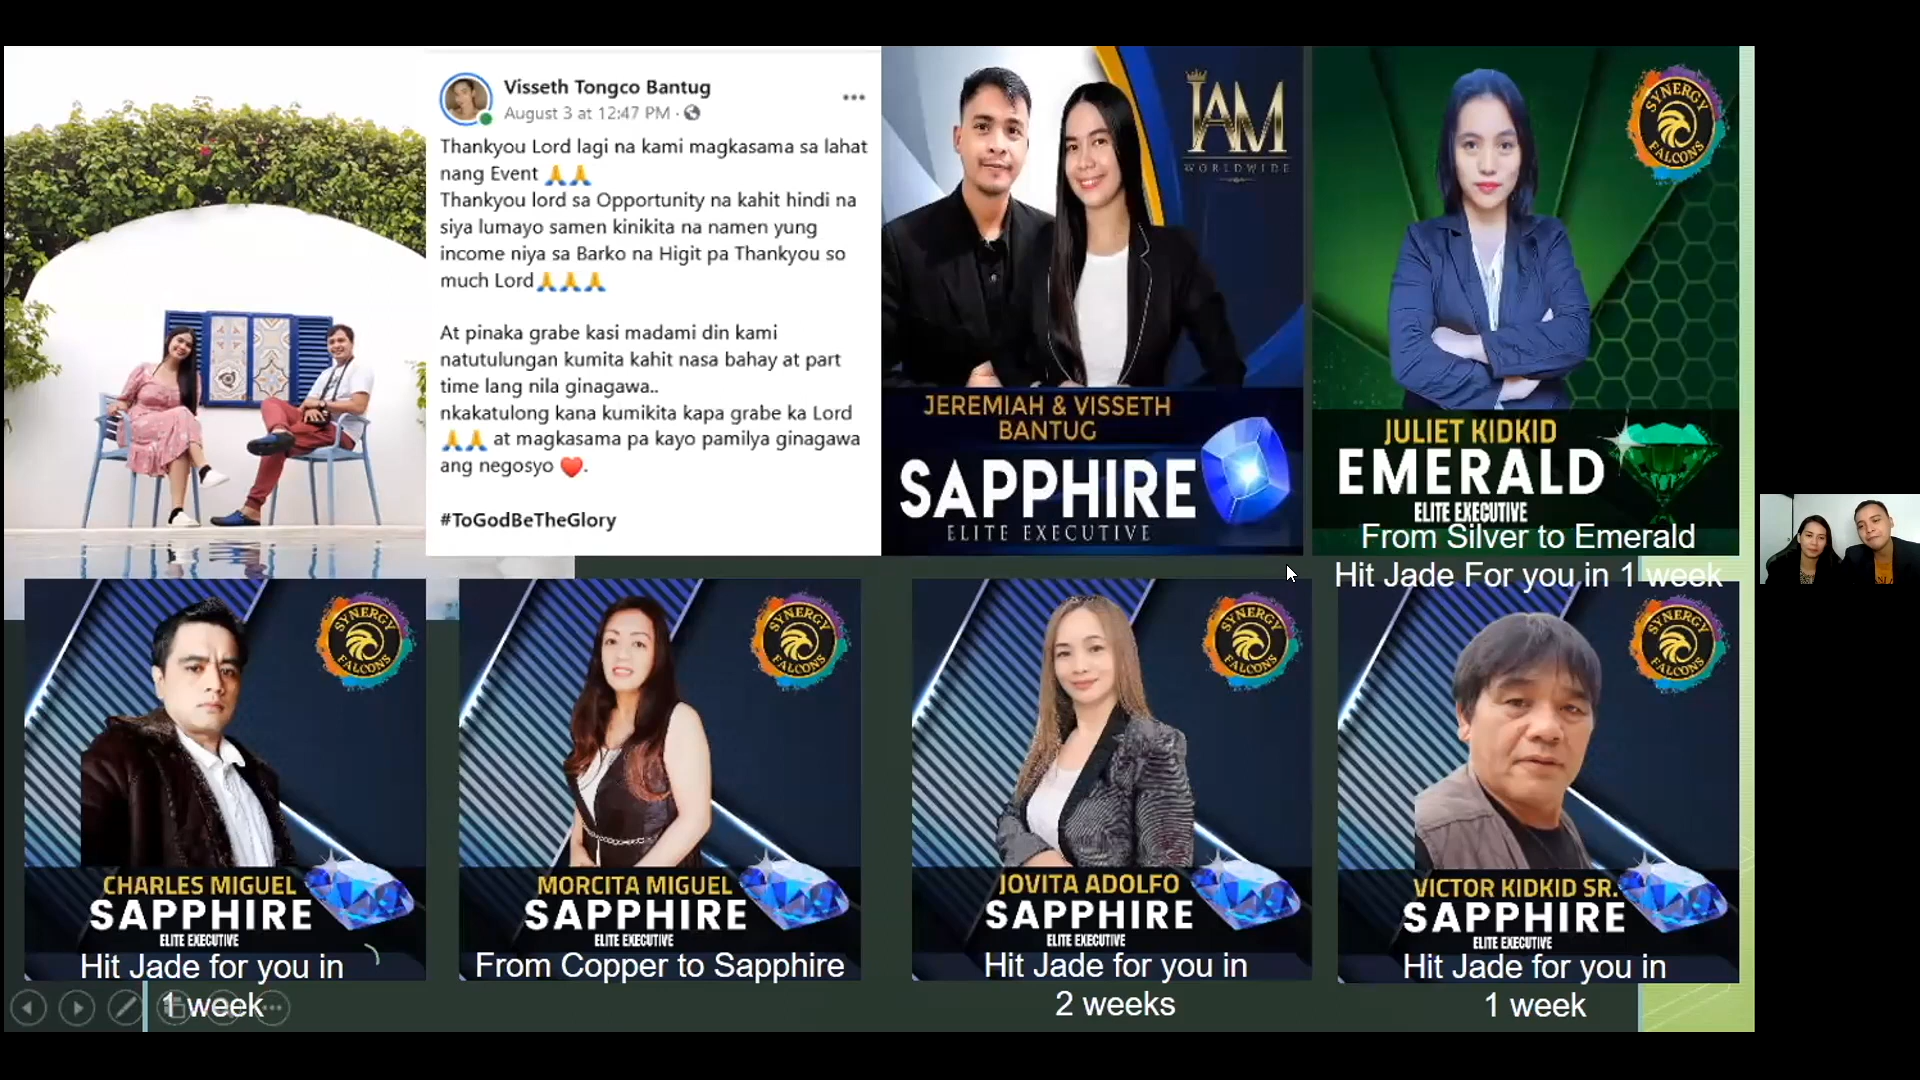 Visseth Tongco Bantug
August 3 at 12:47 PM ·
Thankyou Lord lagi na kami magkasama sa lahat
nang Event 🙏🙏
Thankyou lord sa Opportunity na kahit hindi na
siya lumayo samen kinikita na namen yung
income niya sa Barko na Higit pa Thankyou so
much Lord🙏🙏🙏
At pinaka grabe kasi madami din kami
natutulungan kumita kahit nasa bahay at part
time lang nila ginagawa..
nkakatulong kana kumikita kapa grabe ka Lord
🙏🙏 at magkasama pa kayo pamilya ginagawa
ang negosyo ❤️.
#ToGodBeTheGlory
IAM
WORLDWIDE
JEREMIAH & VISSETH
BANTUG
SAPPHIRE
ELITE EXECUTIVE
SYNERGY
FALCONS
JULIET KIDKID
EMERALD
ELITE EXECUTIVE
From Silver to Emerald
Hit Jade For you in 1 week
SYNERGY
FALCONS
CHARLES MIGUEL
SAPPHIRE
ELITE EXECUTIVE
Hit Jade for you in
1 week
SYNERGY
FALCONS
MORCITA MIGUEL
SAPPHIRE
ELITE EXECUTIVE
From Copper to Sapphire
SYNERGY
FALCONS
JOVITA ADOLFO
SAPPHIRE
ELITE EXECUTIVE
Hit Jade for you in
2 weeks
SYNERGY
FALCONS
VICTOR KIDKID SR.
SAPPHIRE
ELITE EXECUTIVE
Hit Jade for you in
1 week